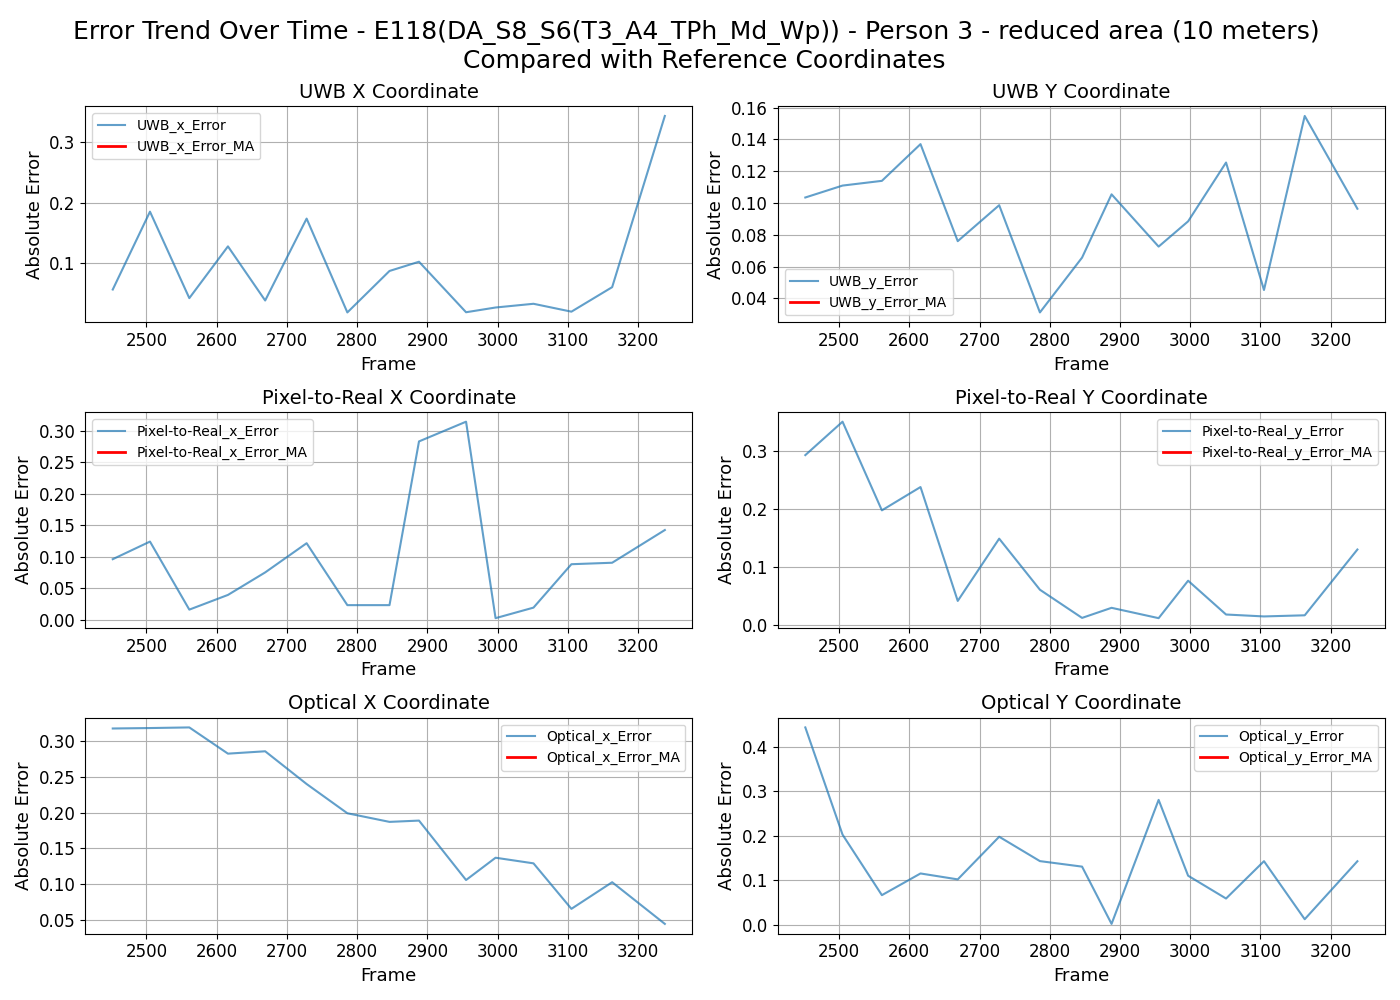 Error Trend Over Time - E118(DA_S8_S6(T3_A4_TPh_Md_Wp)) - Person 3 - reduced area (10 meters)
Compared with Reference Coordinates
UWB X Coordinate
Absolute Error
0.3
0.2
0.1
UWB_x_Error
UWB_x_Error_MA
2500 2600 2700 2800 2900 3000 3100 3200
Frame
UWB Y Coordinate
Absolute Error
0.16
0.14
0.12
0.10
0.08
0.06
0.04
UWB_y_Error
UWB_y_Error_MA
2500 2600 2700 2800 2900 3000 3100 3200
Frame
Pixel-to-Real X Coordinate
Absolute Error
0.30
0.25
0.20
0.15
0.10
0.05
0.00
Pixel-to-Real_x_Error
Pixel-to-Real_x_Error_MA
2500 2600 2700 2800 2900 3000 3100 3200
Frame
Pixel-to-Real Y Coordinate
Absolute Error
0.3
0.2
0.1
0.0
Pixel-to-Real_y_Error
Pixel-to-Real_y_Error_MA
2500 2600 2700 2800 2900 3000 3100 3200
Frame
Optical X Coordinate
Absolute Error
0.30
0.25
0.20
0.15
0.10
0.05
Optical_x_Error
Optical_x_Error_MA
2500 2600 2700 2800 2900 3000 3100 3200
Frame
Optical Y Coordinate
Absolute Error
0.4
0.3
0.2
0.1
0.0
Optical_y_Error
Optical_y_Error_MA
2500 2600 2700 2800 2900 3000 3100 3200
Frame